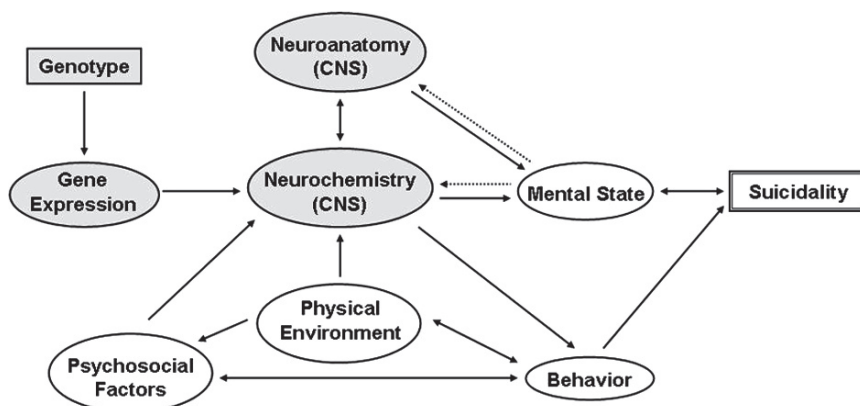 Neuroanatomy
(CNS)
Genotype
Gene
Expression
Neurochemistry
(CNS)
Mental State
Suicidality
Physical
Environment
Psychosocial
Factors
Behavior